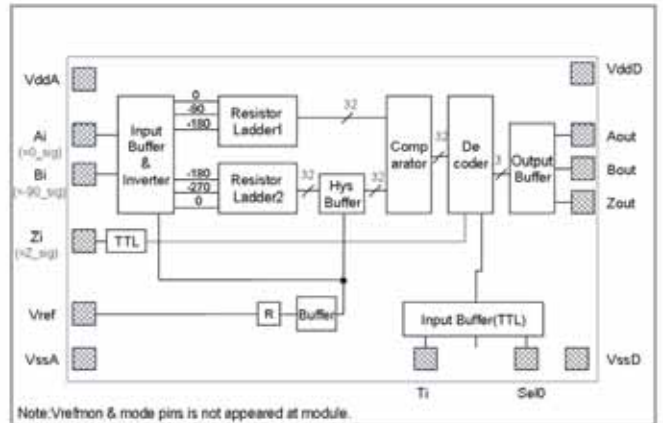 VddA
VddD
0
-90
-180
Resistor
Ladder1
32
Input
Buffer
&
Inverter
Comp
arator
32
De
coder
3
Output
Buffer
Ai
(=0_sig)
Bi
(=-90_sig)
Aout
Bout
Zout
-180
-270
0
Resistor
Ladder2
32
Hys
Buffer
32
Zi
(=Z_sig)
TTL
Vref
R
Buffer
Input Buffer(TTL)
VssA
VssD
Ti
Sel0
Note:Vrefmon & mode pins is not appeared at module.